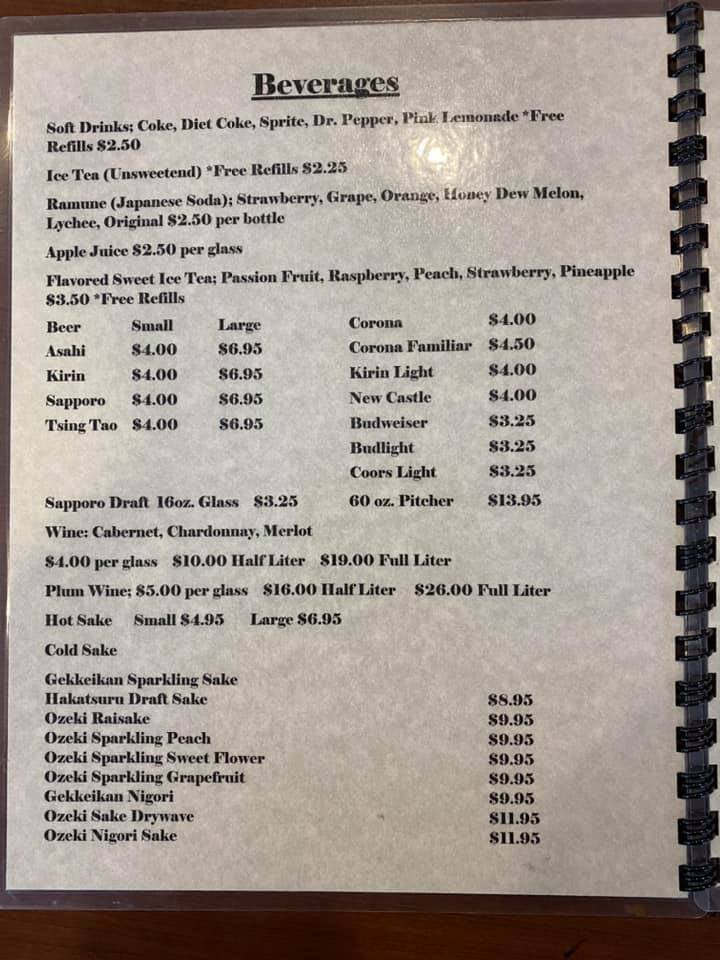 Beverages
Soft Drinks; Coke, Diet Coke, Sprite, Dr. Pepper, Pink Lemonade *Free
Refills $2.50
Ice Tea (Unsweetend) *Free Refills $2.25
Ramune (Japanese Soda); Strawberry, Grape, Orange, Honey Dew Melon,
Lychee, Original $2.50 per bottle
Apple Juice $2.50 per glass
Flavored Sweet Ice Tea; Passion Fruit, Raspberry, Peach, Strawberry, Pineapple
$3.50 *Free Refills
Beer Small Large
Asahi $4.00 $6.95
Kirin $4.00 $6.95
Sapporo $4.00 $6.95
Tsing Tao $4.00 $6.95
Corona $4.00
Corona Familiar $4.50
Kirin Light $4.00
New Castle $4.00
Budweiser $3.25
Budlight $3.25
Coors Light $3.25
Sapporo Draft 16oz. Glass $3.25 60 oz. Pitcher $13.95
Wine: Cabernet, Chardonnay, Merlot
$4.00 per glass $10.00 Half Liter $19.00 Full Liter
Plum Wine; $5.00 per glass $16.00 Half Liter $26.00 Full Liter
Hot Sake Small $4.95 Large $6.95
Cold Sake
Gekkeikan Sparkling Sake
Hakatsuru Draft Sake $8.95
Ozeki Raisake $9.95
Ozeki Sparkling Peach $9.95
Ozeki Sparkling Sweet Flower $9.95
Ozeki Sparkling Grapefruit $9.95
Gekkeikan Nigori $9.95
Ozeki Sake Drywave $11.95
Ozeki Nigori Sake $11.95